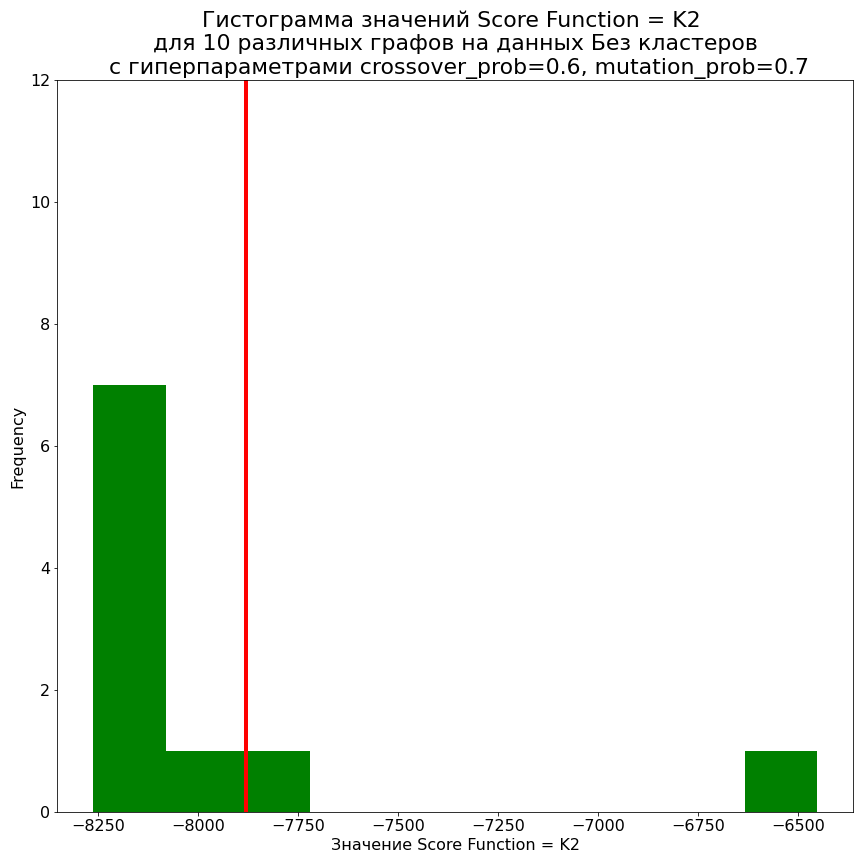 Гистограмма значений Score Function = K2
для 10 различных графов на данных Без кластеров
с гиперпараметрами crossover_prob=0.6, mutation_prob=0.7
12
10
8
6
4
2
0
Frequency
−8250 −8000 −7750 −7500 −7250 −7000 −6750 −6500
Значение Score Function = K2